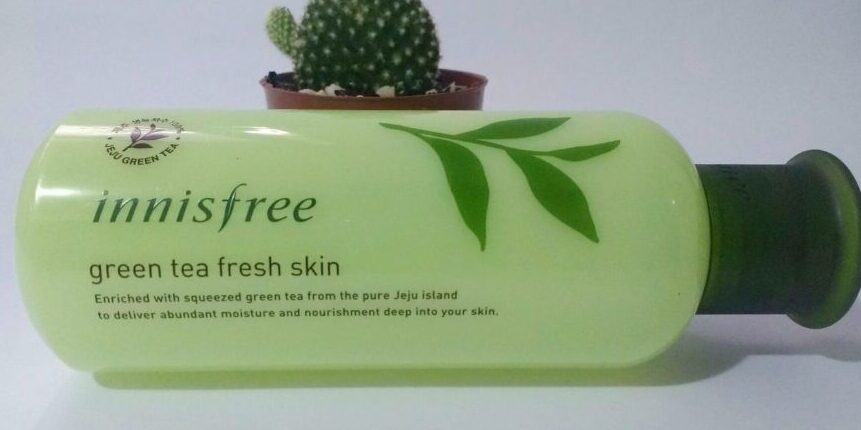 JEJU GREEN TEA
innisfree
green tea fresh skin
Enriched with squeezed green tea from the pure Jeju island
to deliver abundant moisture and nourishment deep into your skin.